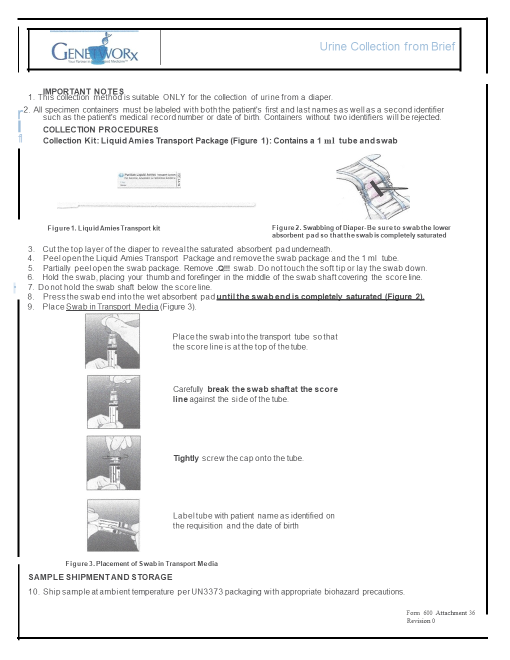 GENETWORx
Urine Collection from Brief
IMPORTANT NOTES
1. This collection method is suitable ONLY for the collection of urine from a diaper.
2. All specimen containers must be labeled with both the patient's first and last names as well as a second identifier
such as the patient's medical record number or date of birth. Containers without two identifiers will be rejected.
COLLECTION PROCEDURES
Collection Kit: Liquid Amies Transport Package (Figure 1): Contains a 1 ml tube and swab
Figure 1. Liquid Amies Transport kit
Figure 2. Swabbing of Diaper-Be sure to swab the lower
absorbent pad so that the swab is completely saturated
3. Cut the top layer of the diaper to reveal the saturated absorbent pad underneath.
4. Peel open the Liquid Amies Transport Package and remove the swab package and the 1 ml tube.
5. Partially peel open the swab package. Remove .Q!!! swab. Do not touch the soft tip or lay the swab down.
6. Hold the swab, placing your thumb and forefinger in the middle of the swab shaft covering the score line.
7. Do not hold the swab shaft below the score line.
8. Press the swab end into the wet absorbent pad until the swab end is completely saturated (Figure 2).
9. Place Swab in Transport Media (Figure 3).
Place the swab into the transport tube so that
the score line is at the top of the tube.
Carefully break the swab shaft at the score
line against the side of the tube.
Tightly screw the cap onto the tube.
Label tube with patient name as identified on
the requisition and the date of birth
Figure 3. Placement of Swab in Transport Media
SAMPLE SHIPMENT AND STORAGE
10. Ship sample at ambient temperature per UN3373 packaging with appropriate biohazard precautions.
Form 600 Attachment 36
Revision 0